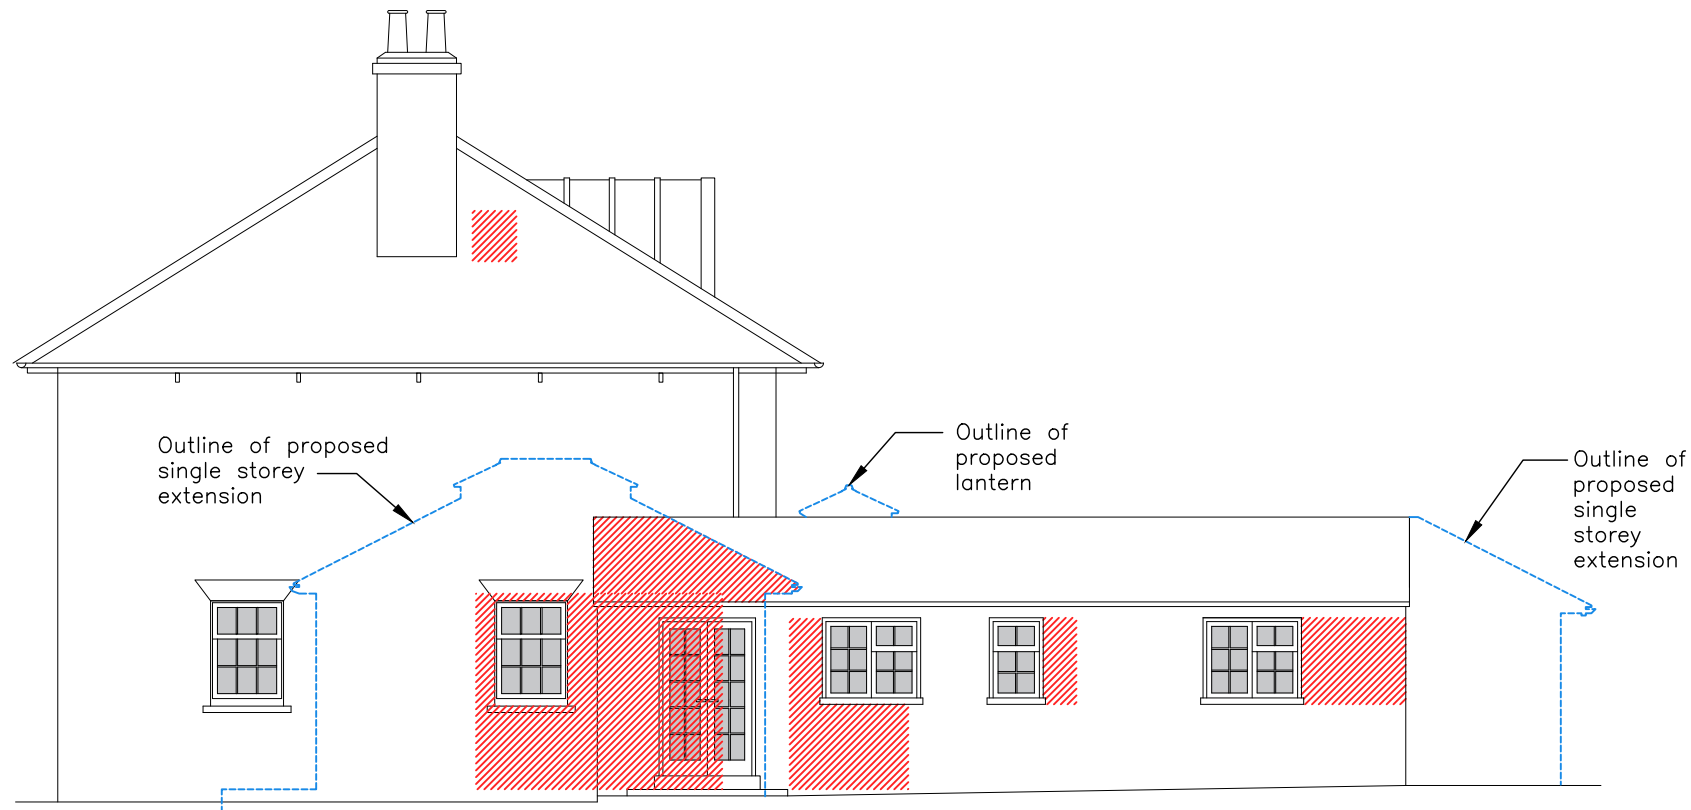 Outline of proposed
single storey
extension
Outline of
proposed
lantern
Outline of
proposed
single
storey
extension